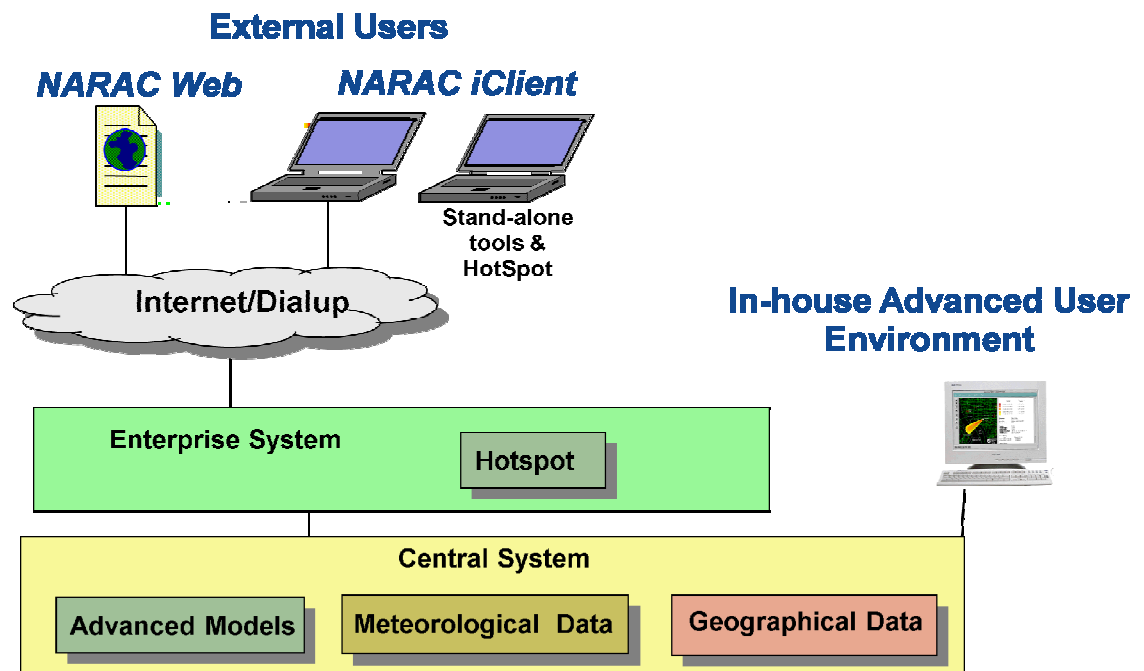 External Users
NARAC Web
NARAC iClient
Stand-alone
tools &
HotSpot
Internet/Dialup
In-house Advanced User
Environment
Enterprise System
Hotspot
Central System
Advanced Models
Meteorological Data
Geographical Data